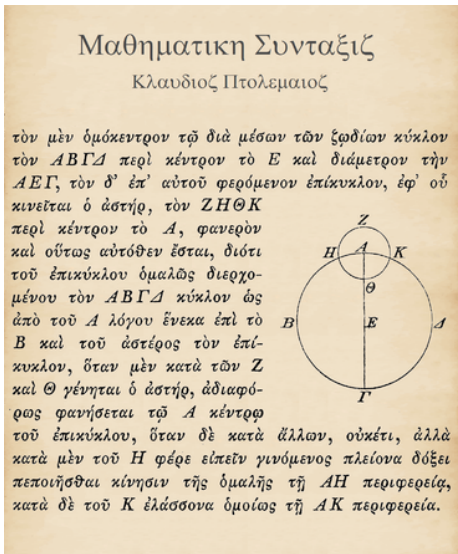 Μαθηματικη Συνταξιζ
Κλαυδιοζ Πτολεμαιοζ
τὸν μὲν ὁμόκεντρον τῷ διὰ μέσων τῶν ζῳδίων κύκλον
τὸν ΑΒΓΔ περὶ κέντρον τὸ Ε καὶ διάμετρον τὴν
ΑΕΓ, τὸν δ’ ἐπ’ αὐτοῦ φερόμενον ἐπίκυκλον, ἐφ’ οὗ
κινεῖται ὁ ἀστήρ, τὸν ΖΗΘΚ
περὶ κέντρον τὸ Α, φανερὸν
καὶ οὕτως αὐτόθεν ἔσται, διότι
τοῦ ἐπικύκλου ὁμαλῶς διερχο-
μένου τὸν ΑΒΓΔ κύκλον ὡς
ἀπὸ τοῦ Α λόγου ἕνεκα ἐπὶ τὸ
Β καὶ τοῦ ἀστέρος τὸν ἐπί-
κυκλον, ὅταν μὲν κατὰ τῶν Ζ
καὶ Θ γένηται ὁ ἀστήρ, ἀδιαφό-
ρως φανήσεται τῷ Α κέντρῳ
τοῦ ἐπικύκλου, ὅταν δὲ κατὰ ἄλλων, οὐκέτι, ἀλλὰ
κατὰ μὲν τοῦ Η φέρε εἰπεῖν γινόμενος πλείονα δόξει
πεποιῆσθαι κίνησιν τῆς ὁμαλῆς τῇ ΑΗ περιφερείᾳ,
κατὰ δὲ τοῦ Κ ἐλάσσονα ὁμοίως τῇ ΑΚ περιφερείᾳ.
Ζ
Η Α Κ
Θ
Β Ε Δ
Γ